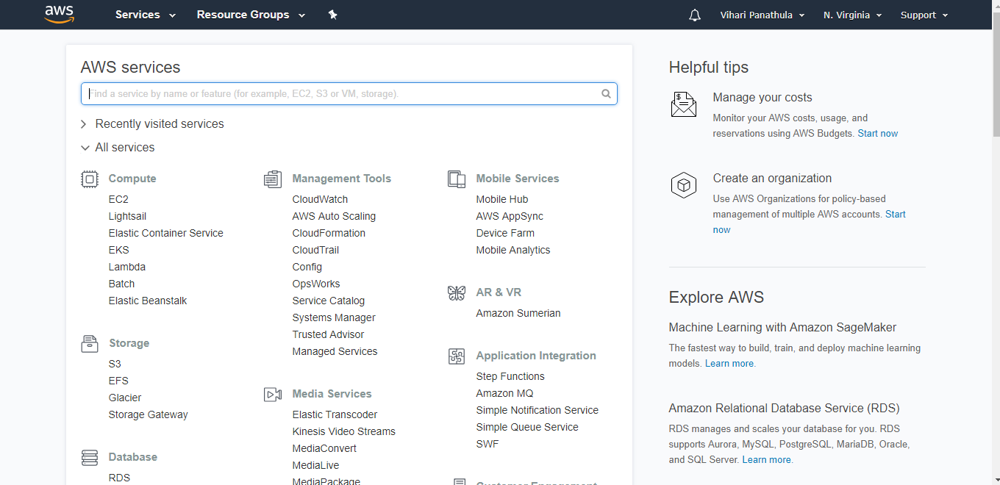 aws
Services
Resource Groups
Vihari Panathula
N. Virginia
Support
AWS services
Find a service by name or feature (for example, EC2, S3 or VM, storage).
Recently visited services
All services
Compute
EC2
Lightsail
Elastic Container Service
EKS
Lambda
Batch
Elastic Beanstalk
Storage
S3
EFS
Glacier
Storage Gateway
Database
RDS
Management Tools
CloudWatch
AWS Auto Scaling
CloudFormation
CloudTrail
Config
OpsWorks
Service Catalog
Systems Manager
Trusted Advisor
Managed Services
Media Services
Elastic Transcoder
Kinesis Video Streams
MediaConvert
MediaLive
MediaPackage
Mobile Services
Mobile Hub
AWS AppSync
Device Farm
Mobile Analytics
AR & VR
Amazon Sumerian
Application Integration
Step Functions
Amazon MQ
Simple Notification Service
Simple Queue Service
SWF
Customer Engagement
Helpful tips
Manage your costs
Monitor your AWS costs, usage, and
reservations using AWS Budgets. Start now
Create an organization
Use AWS Organizations for policy-based
management of multiple AWS accounts. Start
now
Explore AWS
Machine Learning with Amazon SageMaker
The fastest way to build, train, and deploy machine learning
models. Learn more.
Amazon Relational Database Service (RDS)
RDS manages and scales your database for you. RDS
supports Aurora, MySQL, PostgreSQL, MariaDB, Oracle,
and SQL Server. Learn more.